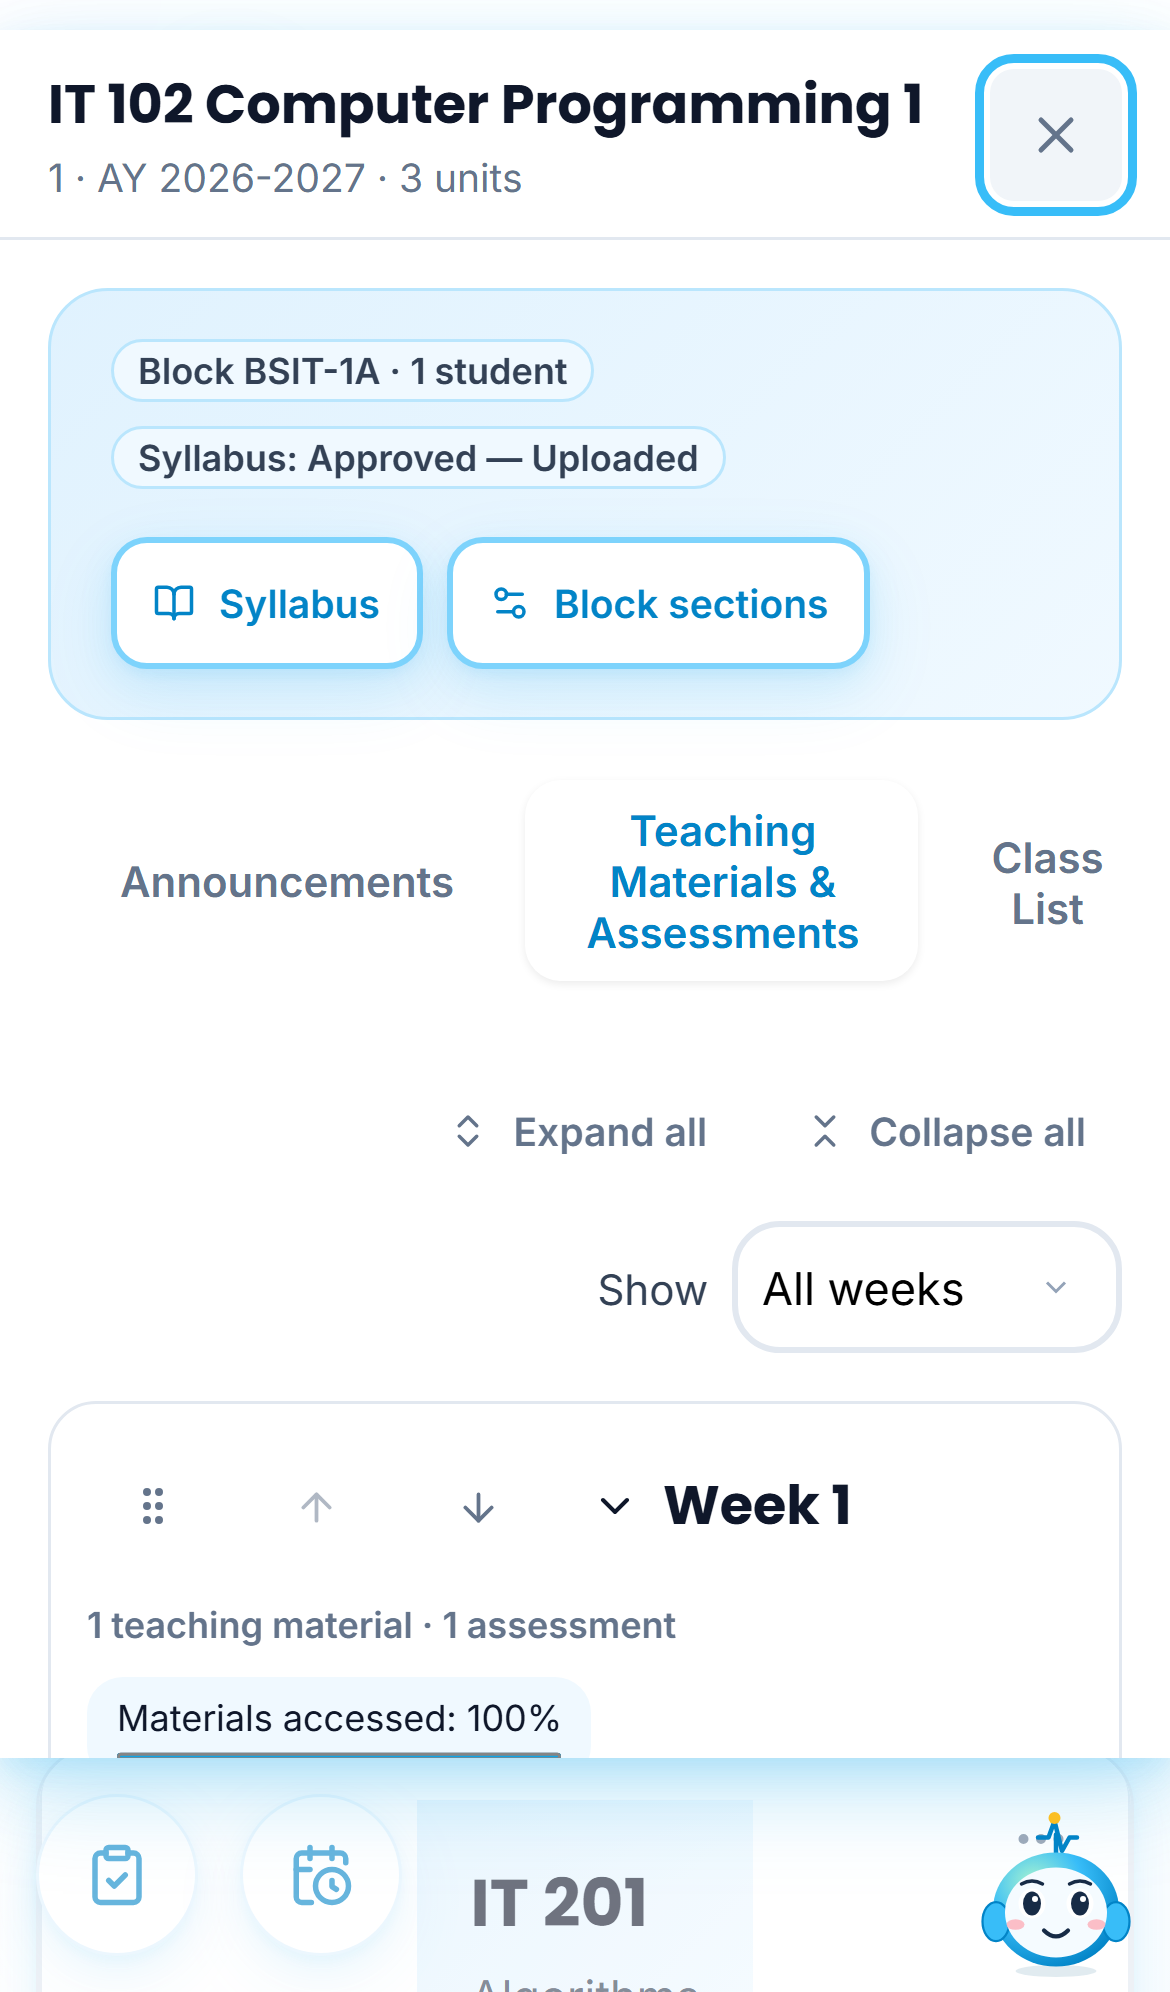 IT 102 Computer Programming 1
1 · AY 2026-2027 · 3 units
Block BSIT-1A · 1 student
Syllabus: Approved — Uploaded
Syllabus
Block sections
Announcements
Teaching
Materials &
Assessments
Class
List
Expand all
Collapse all
Show
All weeks
Week 1
1 teaching material · 1 assessment
Materials accessed: 100%
IT 201
Algorithms